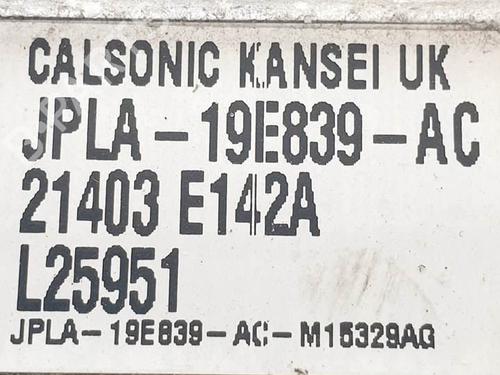 CALSONIC KANSEI UK
JPLA-19E839-AC
21403 E142A
L25951
JPLA-19E839-AC-M15329AG